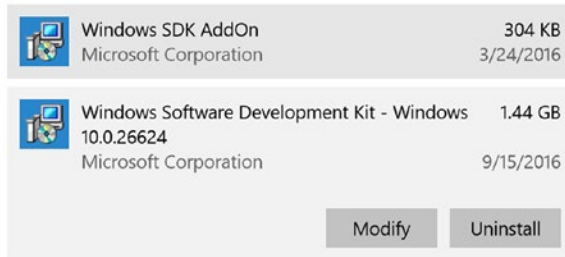 Windows SDK AddOn 304 KB
Microsoft Corporation 3/24/2016
Windows Software Development Kit - Windows 1.44 GB
10.0.26624
Microsoft Corporation 9/15/2016
Modify Uninstall